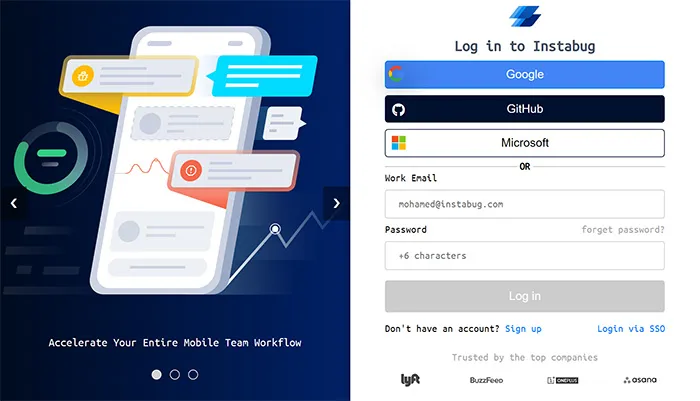 Accelerate Your Entire Mobile Team Workflow
Log in to Instabug
Google
GitHub
Microsoft
OR
Work Email
mohamed@instabug.com
Password forget password?
+6 characters
Log in
Don't have an account? Sign up Login via SSO
Trusted by the top companies
lyft BuzzFeed ONEPLUS asana